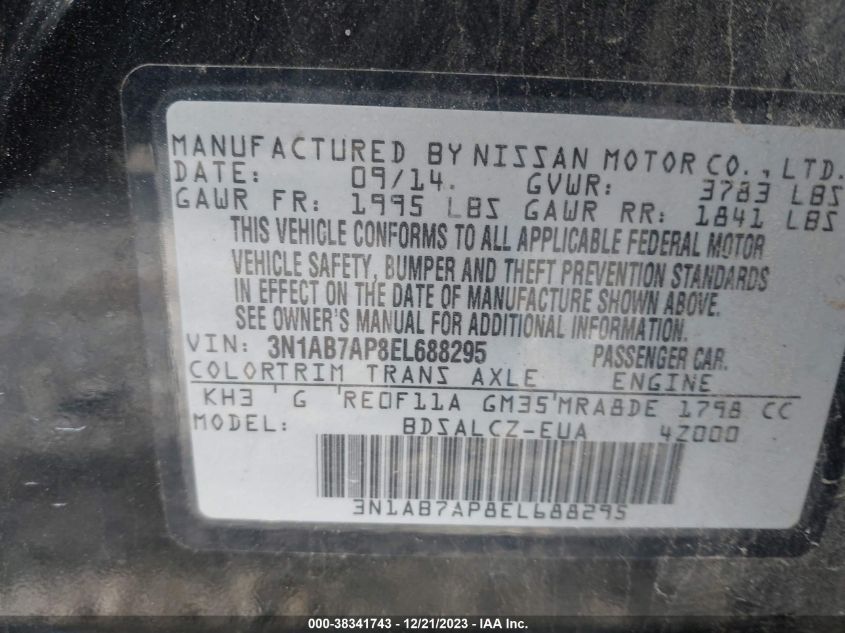 MANUFACTURED BY NISSAN MOTOR CO., LTD.
DATE: 09/14. GVWR: 3783 LBS
GAWR FR: 1995 LBS GAWR RR: 1841 LBS
THIS VEHICLE CONFORMS TO ALL APPLICABLE FEDERAL MOTOR
VEHICLE SAFETY, BUMPER AND THEFT PREVENTION STANDARDS
IN EFFECT ON THE DATE OF MANUFACTURE SHOWN ABOVE.
SEE OWNER'S MANUAL FOR ADDITIONAL INFORMATION.
VIN: 3N1AB7AP8EL688295 PASSENGER CAR.
COLORTRIM TRANS AXLE ENGINE
KH3 'G 'RE0F11A GM35'MRA8DE 1798 CC
MODEL: BDSALCZ-EUA 4Z000
3N1AB7AP8EL688295
000-38341743 - 12/21/2023 - IAA Inc.